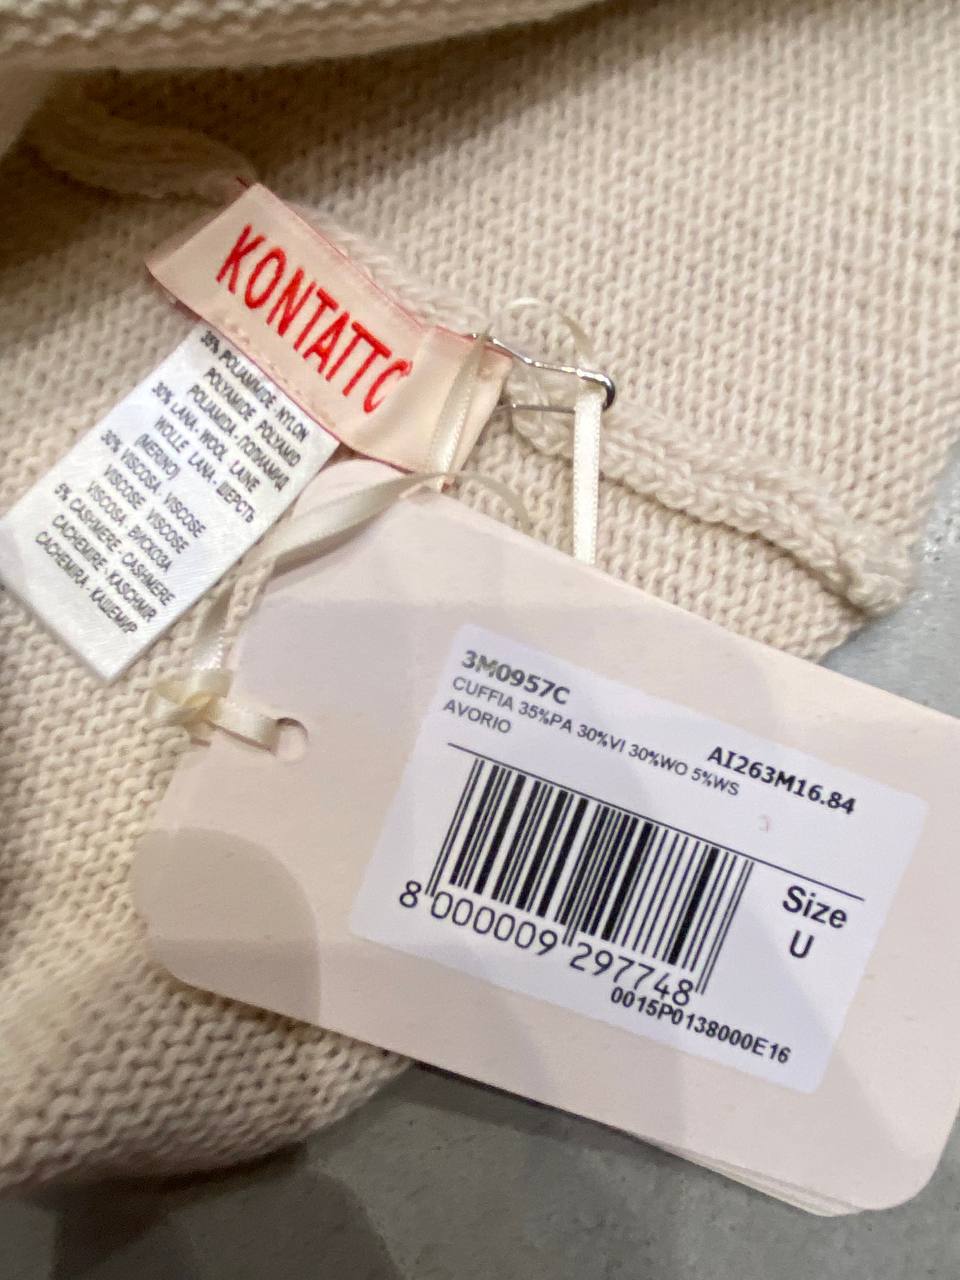 KONTATTO
35% POLIAMMIDE - NYLON
POLYAMIDE POLYAMID
POLIAMIDA - ПОЛИАМИД
30% LANA - WOOL LAINE
WOLLE LANA - ШЕРСТЬ
(MERINO)
30% VISCOSA - VISCOSE
VISCOSE VISCOSE
VISCOSA - ВИСКОЗА
5% CASHMERE CASHMERE
CACHEMIRE - KASCHMIR
CACHEMIRA - КАШЕМИР
3M0957C
CUFFIA 35%PA 30%VI 30%WO 5%WS
AVORIO
AI263M16.84
Size
U
8 000009 297748
0015P0138000E16